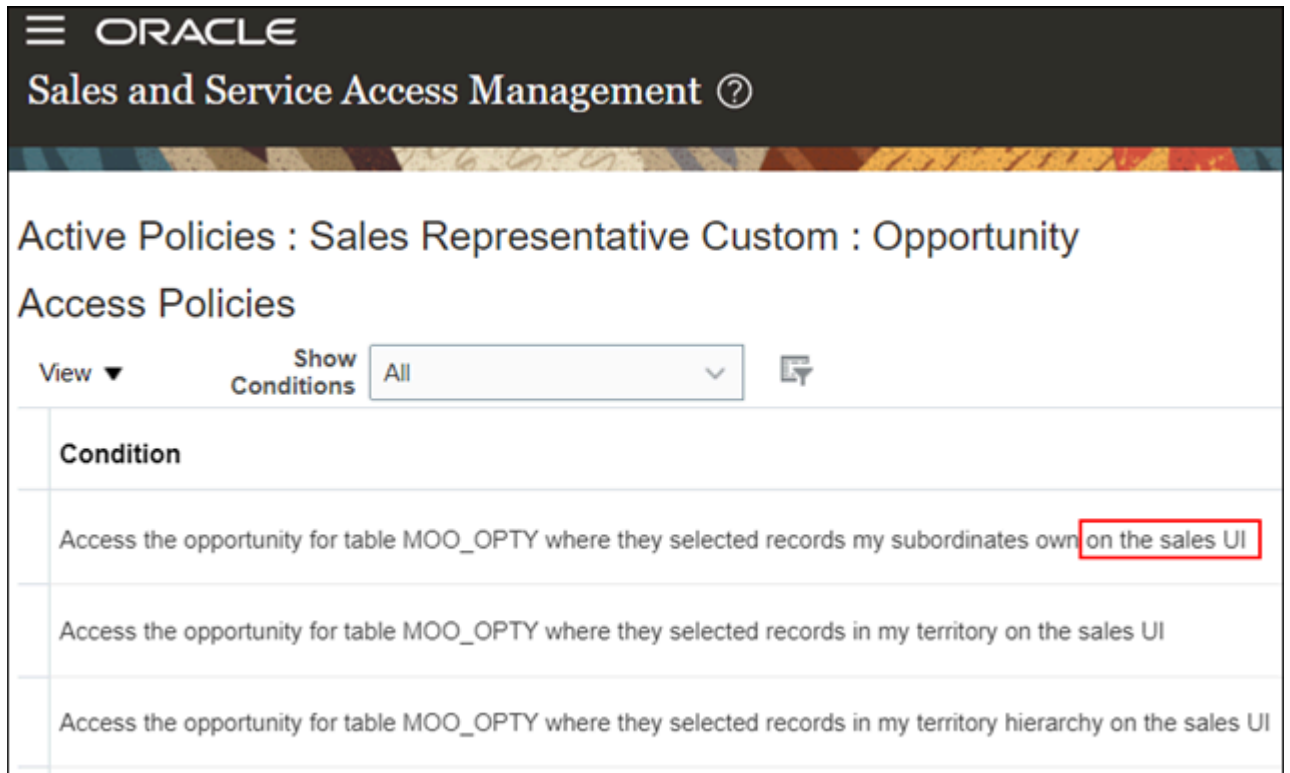 ORACLE
Sales and Service Access Management ?
Active Policies : Sales Representative Custom : Opportunity
Access Policies
View ▼ Show Conditions All
Condition
Access the opportunity for table MOO_OPTY where they selected records my subordinates own on the sales UI
Access the opportunity for table MOO_OPTY where they selected records in my territory on the sales UI
Access the opportunity for table MOO_OPTY where they selected records in my territory hierarchy on the sales UI